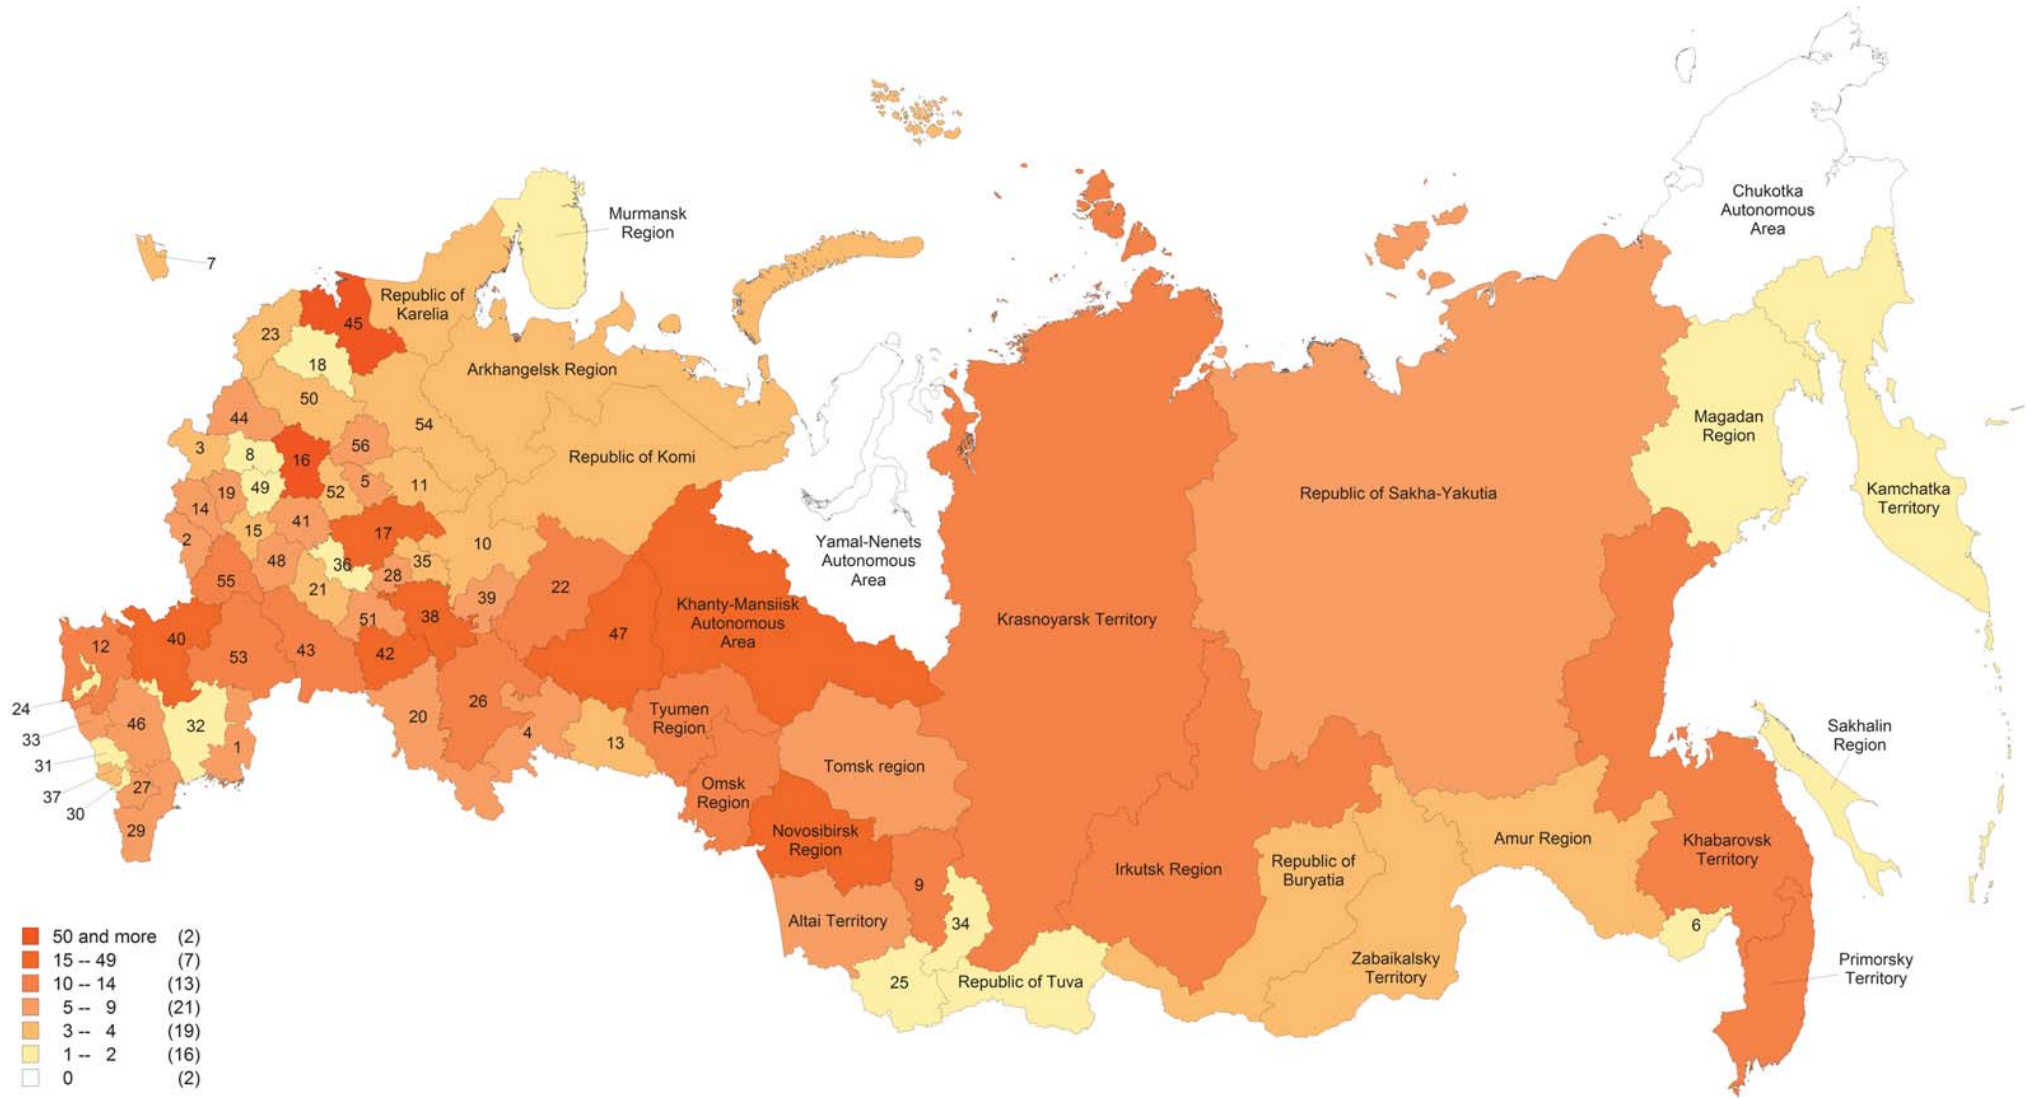 Chukotka
Autonomous
Area
Murmansk
Region
7
Republic of
Karelia
45
23
18
Arkhangelsk Region
50
44
54
Magadan
Region
3
8
16
56
Republic of Komi
5
11
49
52
19
14
Republic of Sakha-Yakutia
Kamchatka
Territory
41
15
17
2
10
Yamal-Nenets
Autonomous
Area
48
36
35
28
55
21
22
39
51
38
Khanty-Mansiisk
Autonomous
Area
47
Krasnoyarsk Territory
40
12
53
43
42
24
26
20
Tyumen
Region
46
32
33
1
4
13
31
Sakhalin
Region
Tomsk region
37
27
30
29
Omsk
Region
Novosibirsk
Region
Amur Region
Khabarovsk
Territory
Irkutsk Region
Republic of
Buryatia
9
34
Altai Territory
6
25
Republic of Tuva
Zabaikalsky
Territory
Primorsky
Territory
50 and more (2)
15 -- 49 (7)
10 -- 14 (13)
5 -- 9 (21)
3 -- 4 (19)
1 -- 2 (16)
0 (2)